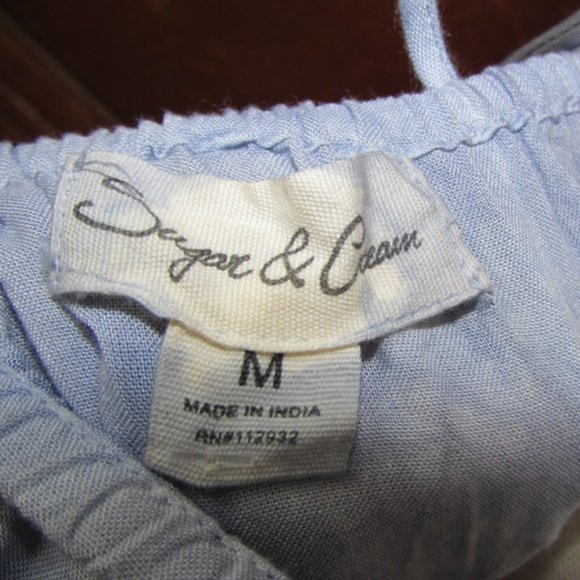 Sugar & Cream
M
MADE IN INDIA
RN#112932